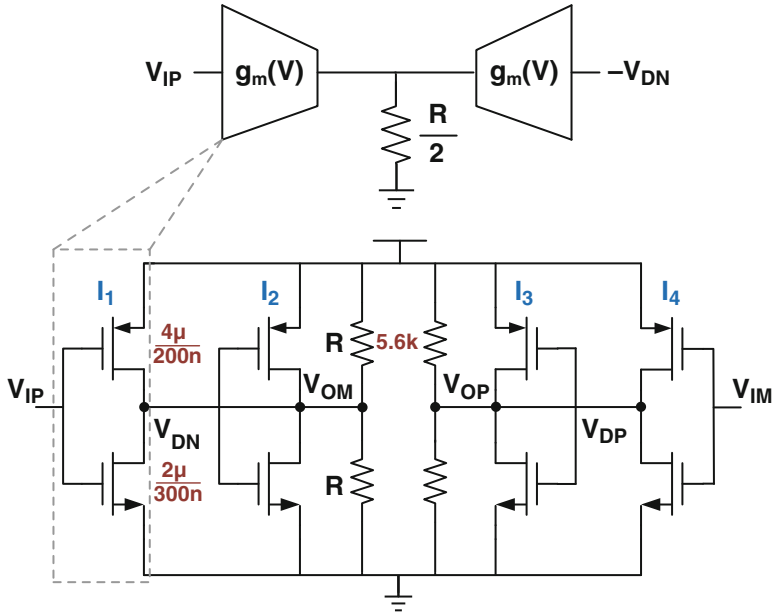 V_IP
g_m(V)
g_m(V)
–V_DN
R
2
I_1
I_2
I_3
I_4
4μ
200n
R
5.6k
V_IP
V_OM
V_OP
V_IM
V_DN
V_DP
2μ
300n
R